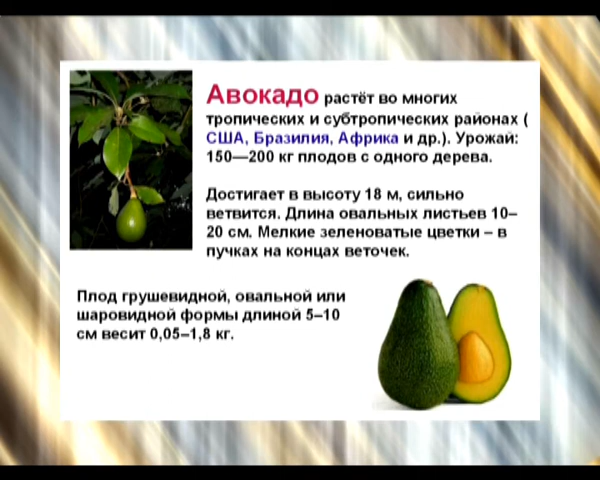 Авокадо растёт во многих
тропических и субтропических районах (
США, Бразилия, Африка и др.). Урожай:
150—200 кг плодов с одного дерева.
Достигает в высоту 18 м, сильно
ветвится. Длина овальных листьев 10–
20 см. Мелкие зеленоватые цветки – в
пучках на концах веточек.
Плод грушевидной, овальной или
шаровидной формы длиной 5–10
см весит 0,05–1,8 кг.